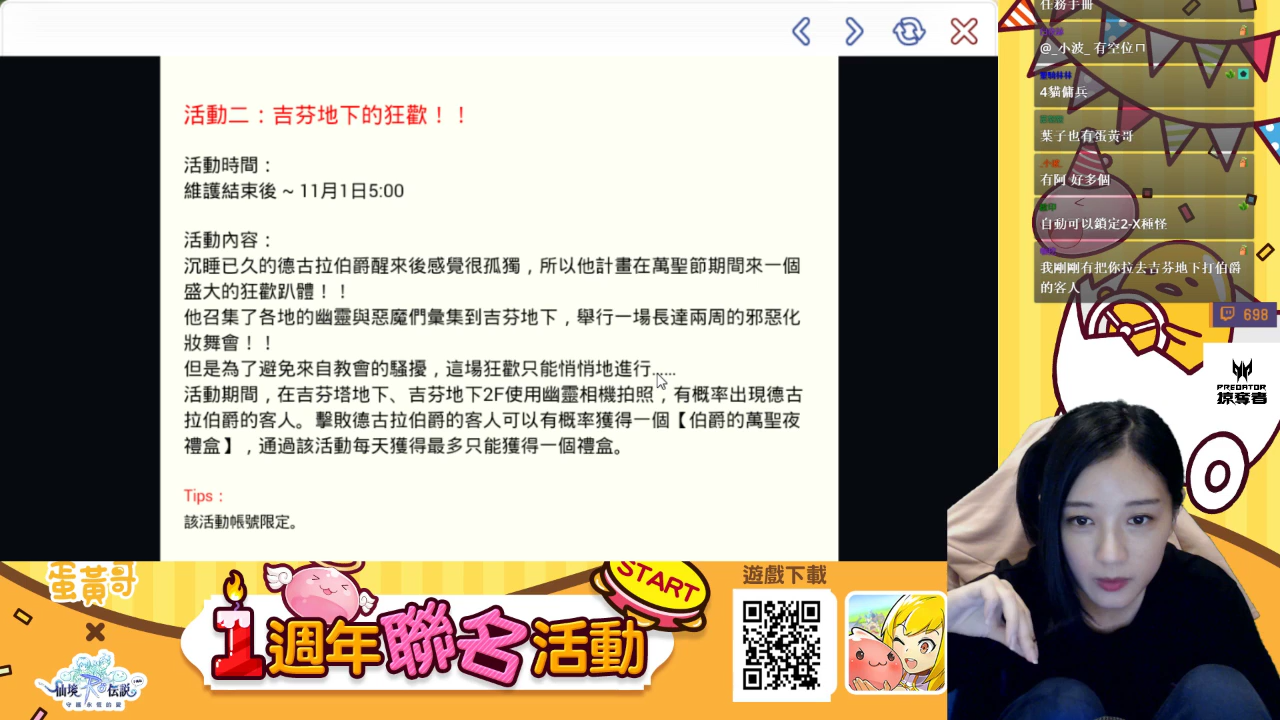 活動二：吉芬地下的狂歡！！
活動時間：
維護結束後 ~ 11月1日5:00
活動內容：
沉睡已久的德古拉伯爵醒來後感覺很孤獨，所以他計畫在萬聖節期間來一個
盛大的狂歡趴體！！
他召集了各地的幽靈與惡魔們彙集到吉芬地下，舉行一場長達兩周的邪惡化
妝舞會！！
但是為了避免來自教會的騷擾，這場狂歡只能悄悄地進行......
活動期間，在吉芬塔地下、吉芬地下2F使用幽靈相機拍照，有概率出現德古
拉伯爵的客人。擊敗德古拉伯爵的客人可以有概率獲得一個【伯爵的萬聖夜
禮盒】，通過該活動每天獲得最多只能獲得一個禮盒。
Tips：
該活動帳號限定。
任務手冊
@_小波_ 有空位ㄇ
4貓傭兵
葉子也有蛋黃哥
有阿 好多個
自動可以鎖定2-X種怪
我剛剛有把你拉去吉芬地下打伯爵
的客人
698
PREDATOR
掠奪者
蛋黃哥
×
仙境傳說
守護永恆的愛
1週年聯名活動
START
遊戲下載